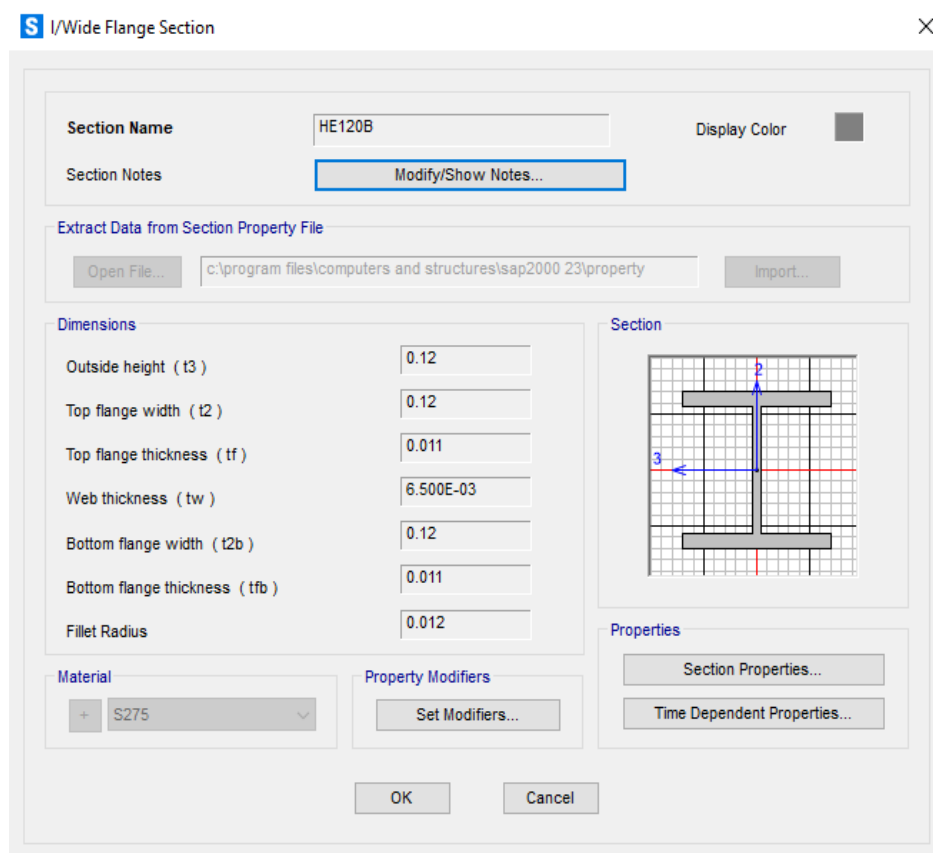 S I/Wide Flange Section
Section Name HE120B Display Color
Section Notes Modify/Show Notes...
Extract Data from Section Property File
Open File... c:\program files\computers and structures\sap2000 23\property Import...
Dimensions
Outside height ( t3 ) 0.12
Top flange width ( t2 ) 0.12
Top flange thickness ( tf ) 0.011
Web thickness ( tw ) 6.500E-03
Bottom flange width ( t2b ) 0.12
Bottom flange thickness ( tfb ) 0.011
Fillet Radius 0.012
Section
2
3
Material
+ S275
Property Modifiers
Set Modifiers...
Properties
Section Properties...
Time Dependent Properties...
OK Cancel